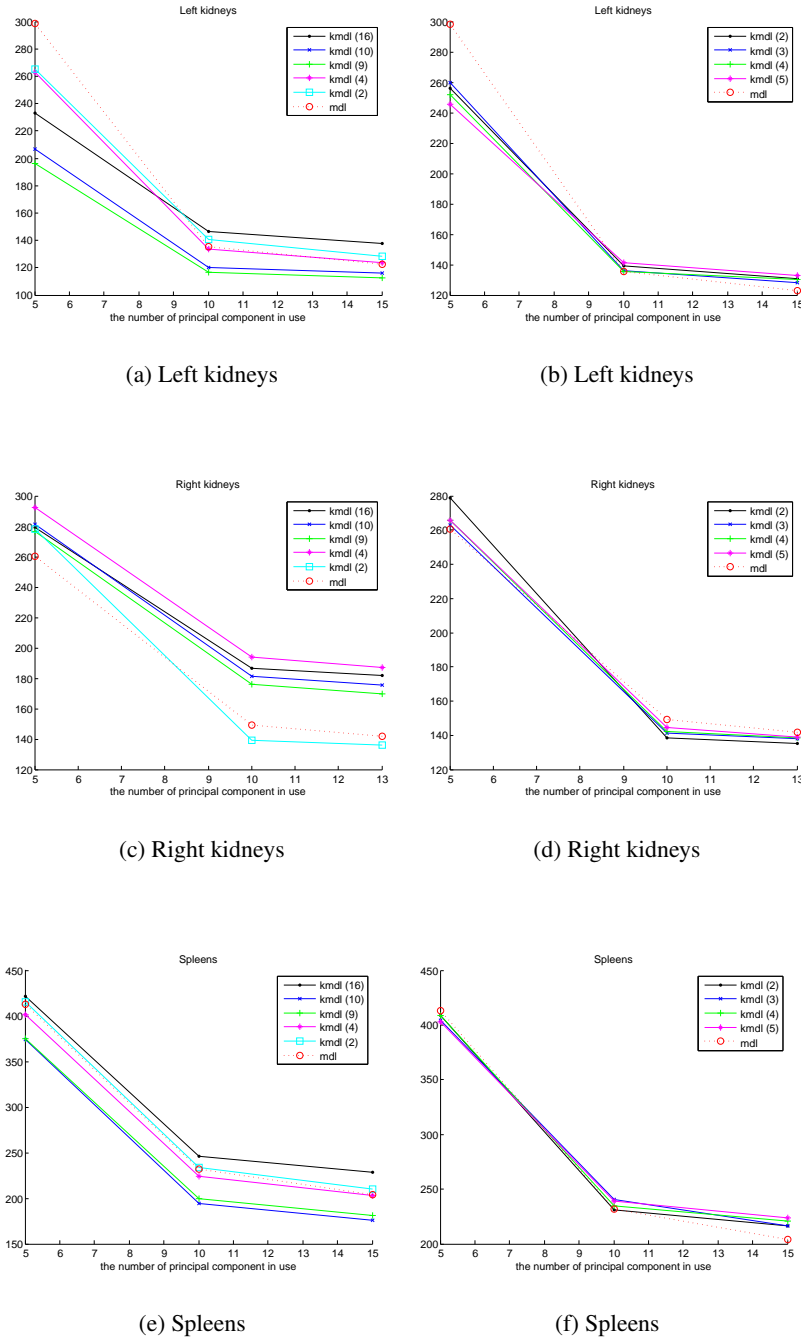 Left kidneys
300
280
260
240
220
200
180
160
140
120
100
5 5 6 7 8 9 10 11 12 13 14 15
the number of principal component in use
kmdl (16)
kmdl (10)
kmdl (9)
kmdl (4)
kmdl (2)
mdl
(a) Left kidneys
Left kidneys
300
280
260
240
220
200
180
160
140
120
5 5 6 7 8 9 10 11 12 13 14 15
the number of principal component in use
kmdl (2)
kmdl (3)
kmdl (4)
kmdl (5)
mdl
(b) Left kidneys
Right kidneys
300
280
260
240
220
200
180
160
140
120
5 6 7 8 9 10 11 12 13
the number of principal component in use
kmdl (16)
kmdl (10)
kmdl (9)
kmdl (4)
kmdl (2)
mdl
(c) Right kidneys
Right kidneys
280
260
240
220
200
180
160
140
120
5 6 7 8 9 10 11 12 13
the number of principal component in use
kmdl (2)
kmdl (3)
kmdl (4)
kmdl (5)
mdl
(d) Right kidneys
Spleens
450
400
350
300
250
200
150
5 5 6 7 8 9 10 11 12 13 14 15
the number of principal component in use
kmdl (16)
kmdl (10)
kmdl (9)
kmdl (4)
kmdl (2)
mdl
(e) Spleens
Spleens
450
400
350
300
250
200
5 5 6 7 8 9 10 11 12 13 14 15
the number of principal component in use
kmdl (2)
kmdl (3)
kmdl (4)
kmdl (5)
mdl
(f) Spleens